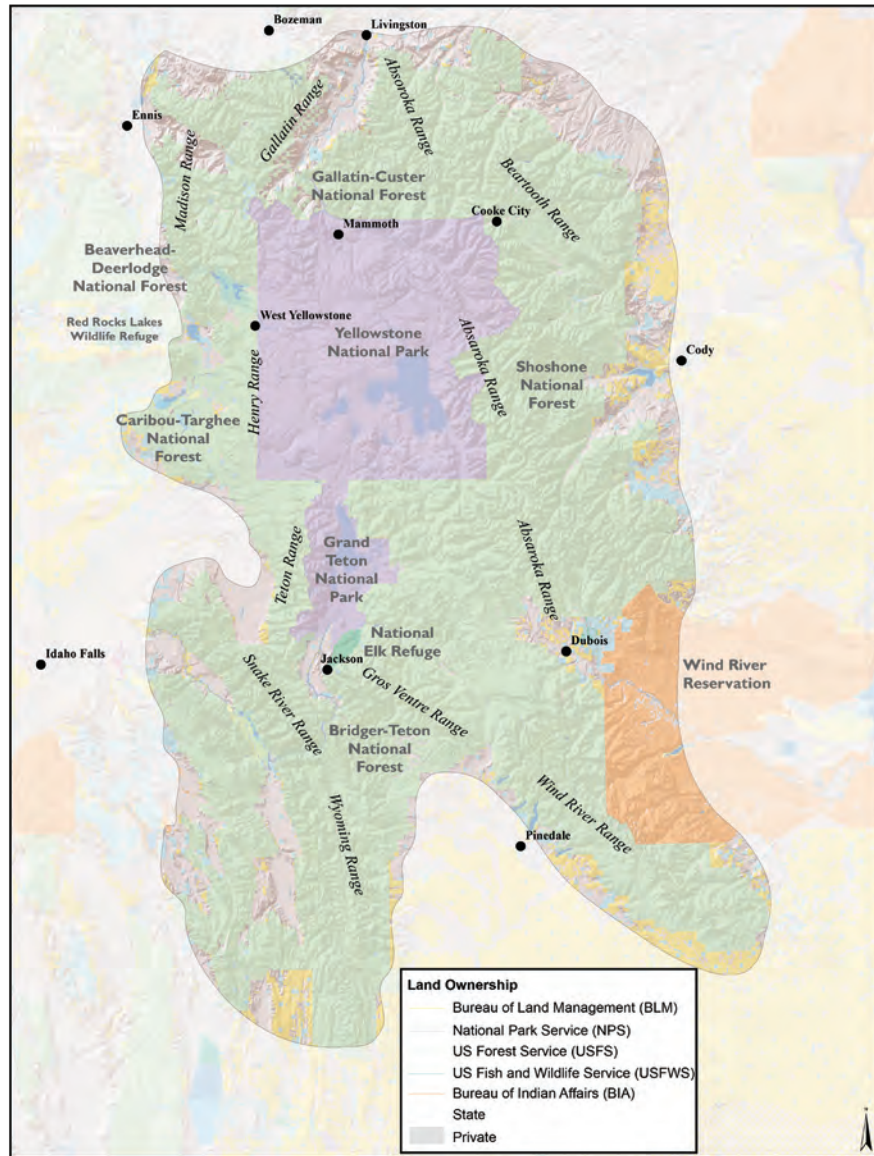 Bozeman
Livingston
Absoroka Range
Gallatin Range
Ennis
Madison Range
Gallatin-Custer
National Forest
Beartooth Range
Cooke City
Mammoth
Beaverhead-
Deerlodge
National Forest
Red Rocks Lakes
Wildlife Refuge
West Yellowstone
Yellowstone
National Park
Absaroka Range
Cody
Shoshone
National
Forest
Henry Range
Caribou-Targhee
National
Forest
Teton Range
Grand
Teton
National
Park
Absaroka Range
National
Elk Refuge
Dubois
Idaho Falls
Jackson
Wind River
Reservation
Snake River Range
Gros Ventre Range
Bridger-Teton
National
Forest
Wyoming Range
Wind River Range
Pinedale
Land Ownership
Bureau of Land Management (BLM)
National Park Service (NPS)
US Forest Service (USFS)
US Fish and Wildlife Service (USFWS)
Bureau of Indian Affairs (BIA)
State
Private